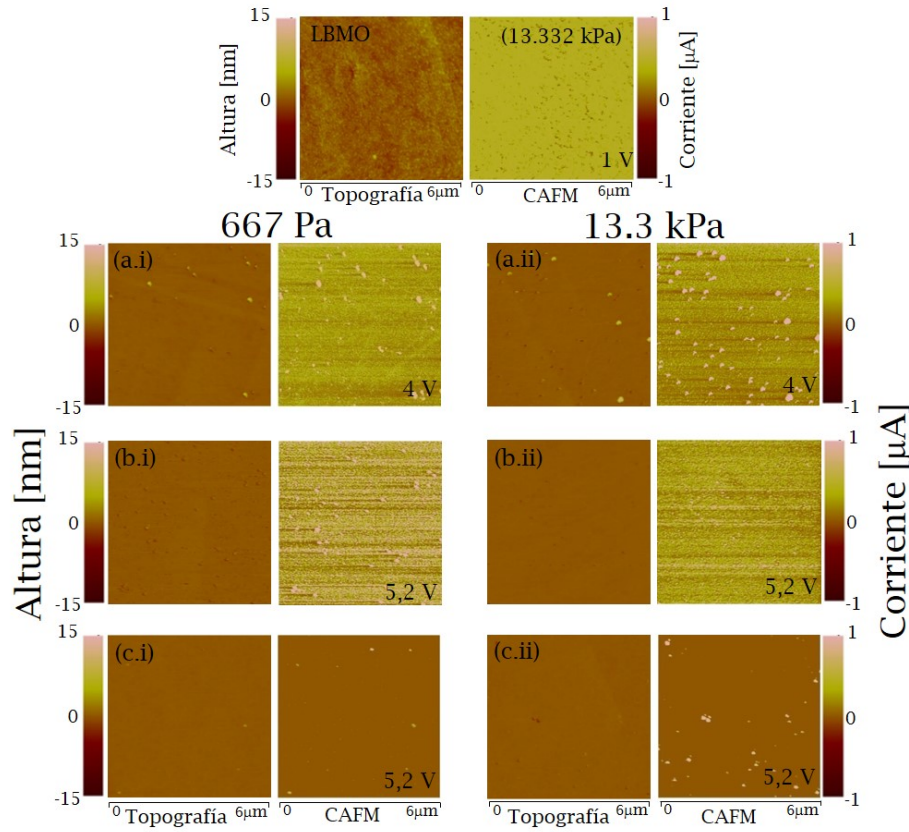 15
0
-15
Altura [nm]
LBMO
(13.332 kPa)
1 V
1
0
-1
Corriente [µA]
0 Topografía 6µm
CAFM
0 6µm
667 Pa
13.3 kPa
15
0
-15
(a.i)
4 V
(a.ii)
4 V
1
0
-1
Altura [nm]
15
0
-15
(b.i)
5,2 V
(b.ii)
5,2 V
1
0
-1
Corriente [µA]
15
0
-15
(c.i)
5,2 V
(c.ii)
5,2 V
1
0
-1
0 Topografía 6µm
0 CAFM 6µm
0 Topografía 6µm
0 CAFM 6µm